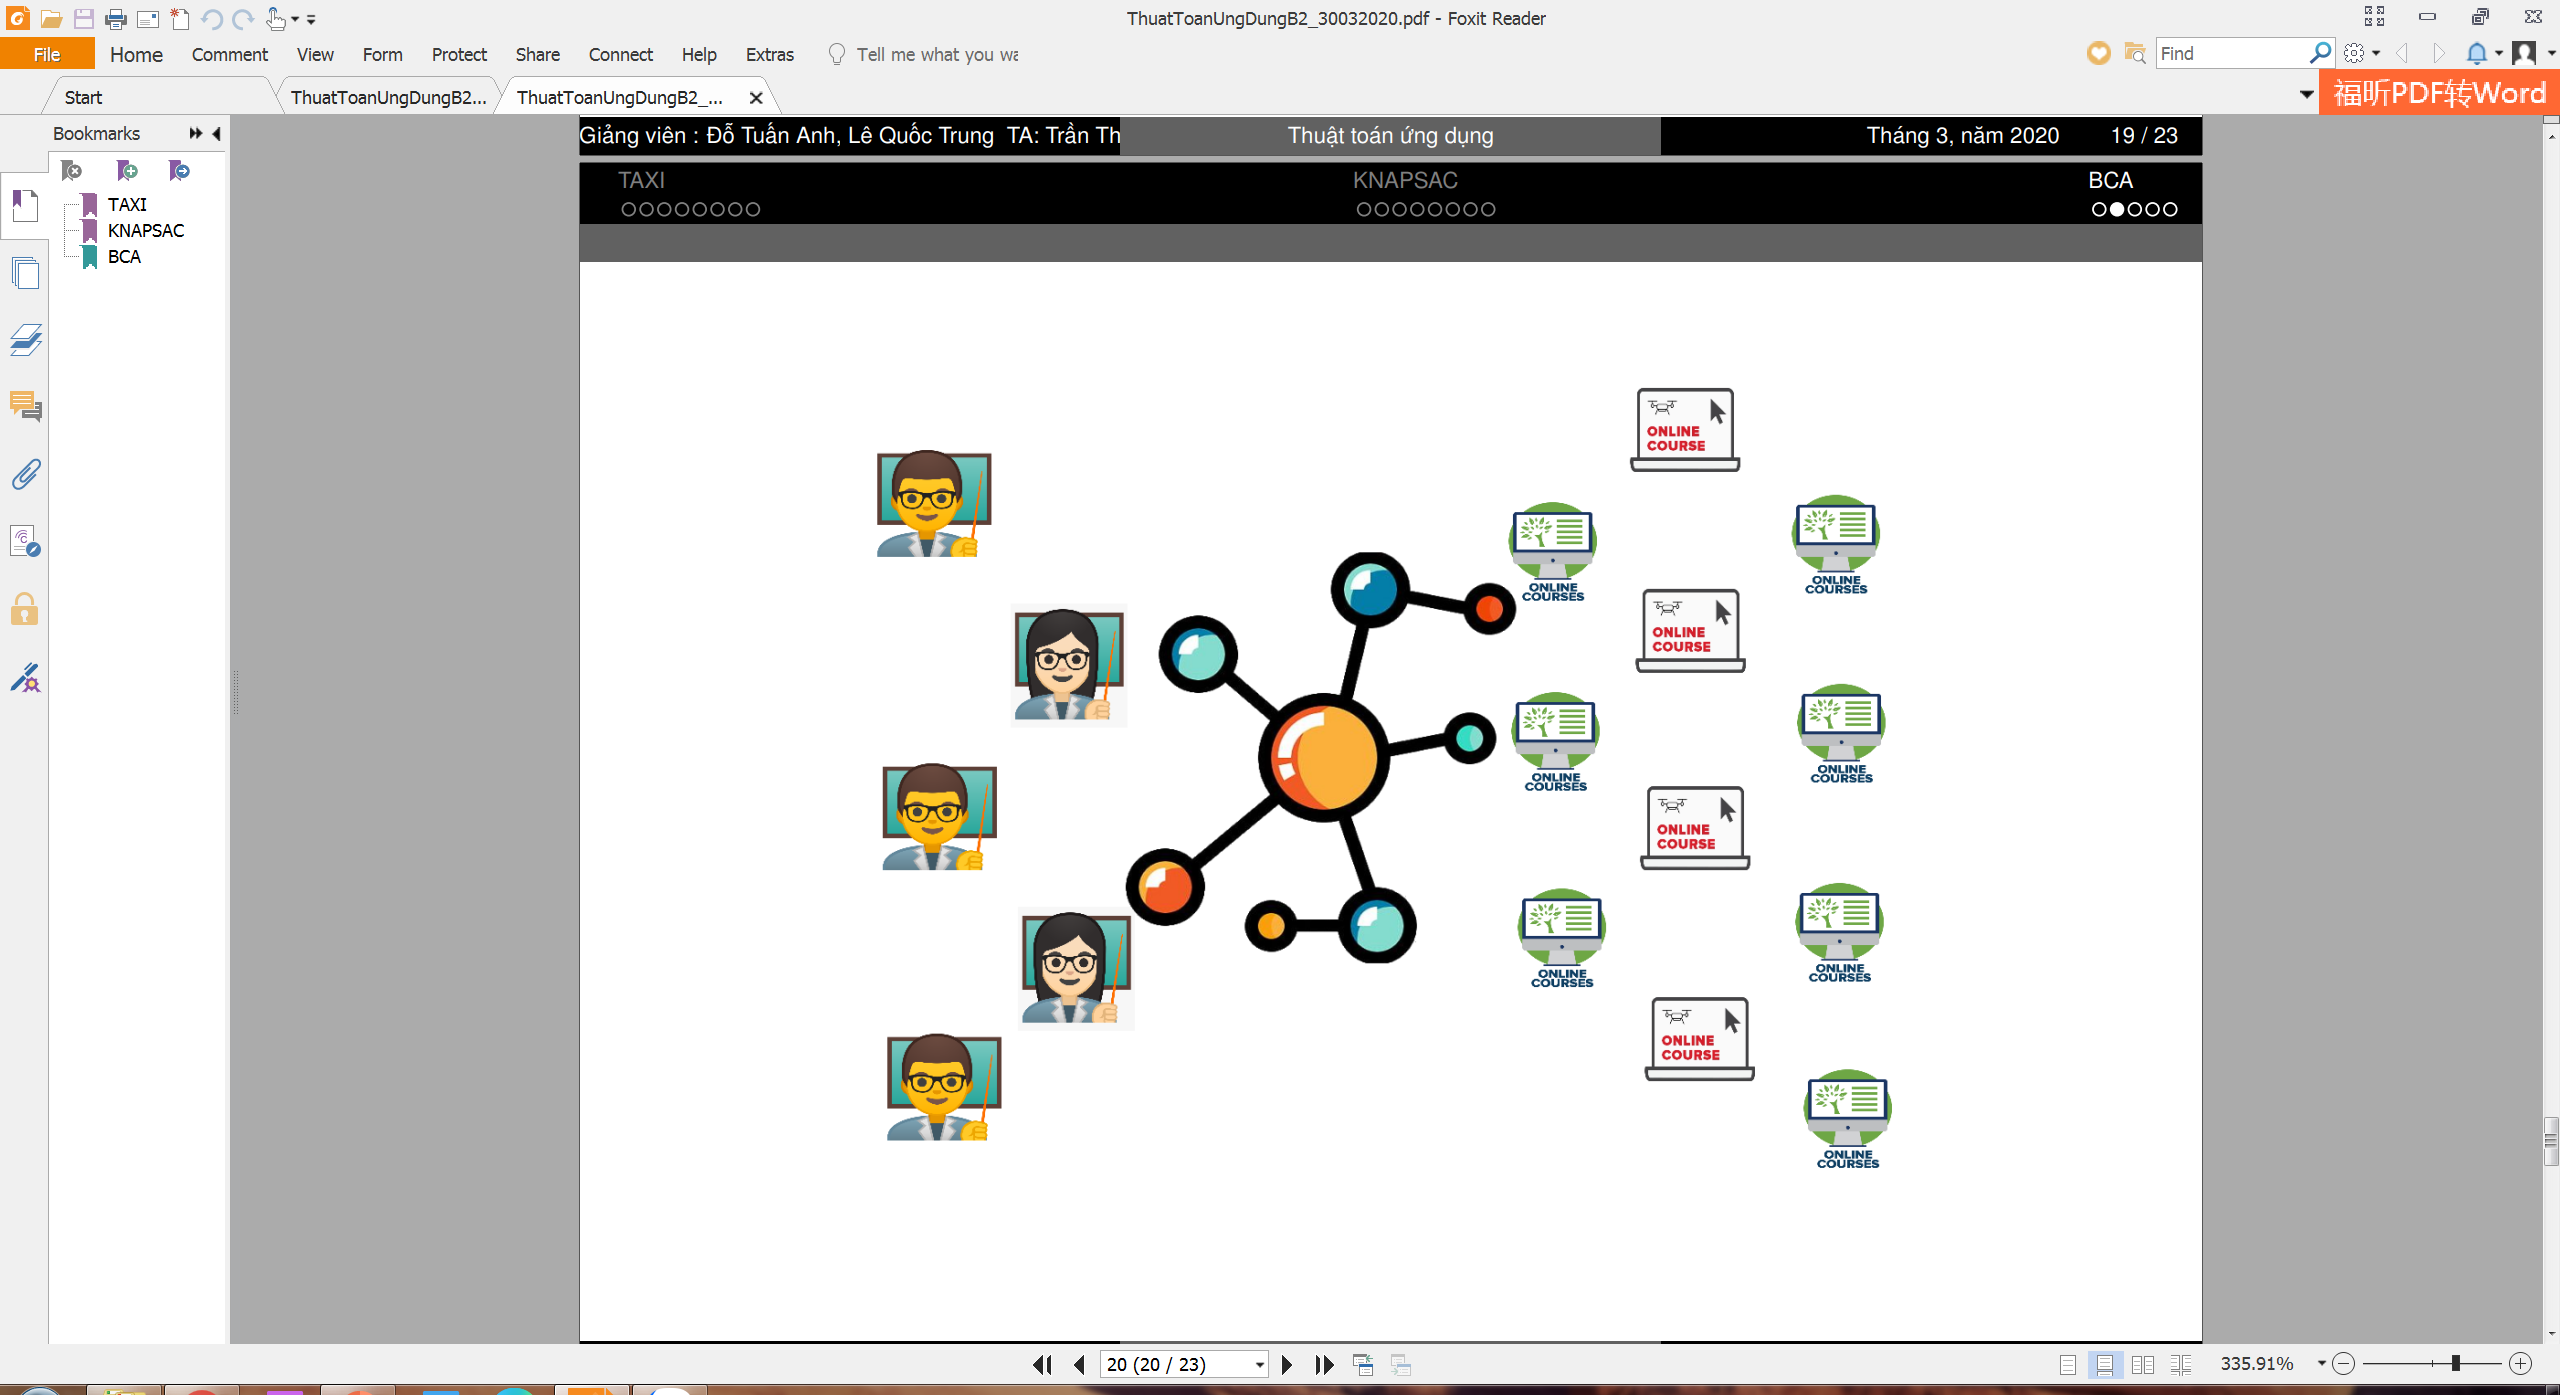 ThuatToanUngDungB2_30032020.pdf - Foxit Reader
File Home Comment View Form Protect Share Connect Help Extras Tell me what you wa
Find
Start ThuatToanUngDungB2... ThuatToanUngDungB2_...
福昕PDF转Word
Bookmarks
TAXI
KNAPSAC
BCA
Giảng viên : Đỗ Tuấn Anh, Lê Quốc Trung TA: Trần Th
Thuật toán ứng dụng
Tháng 3, năm 2020 19 / 23
TAXI KNAPSAC BCA
ONLINE
COURSE
ONLINE
COURSES
ONLINE
COURSES
ONLINE
COURSE
ONLINE
COURSES
ONLINE
COURSES
ONLINE
COURSE
ONLINE
COURSES
ONLINE
COURSES
ONLINE
COURSE
ONLINE
COURSES
20 (20 / 23)
335.91%